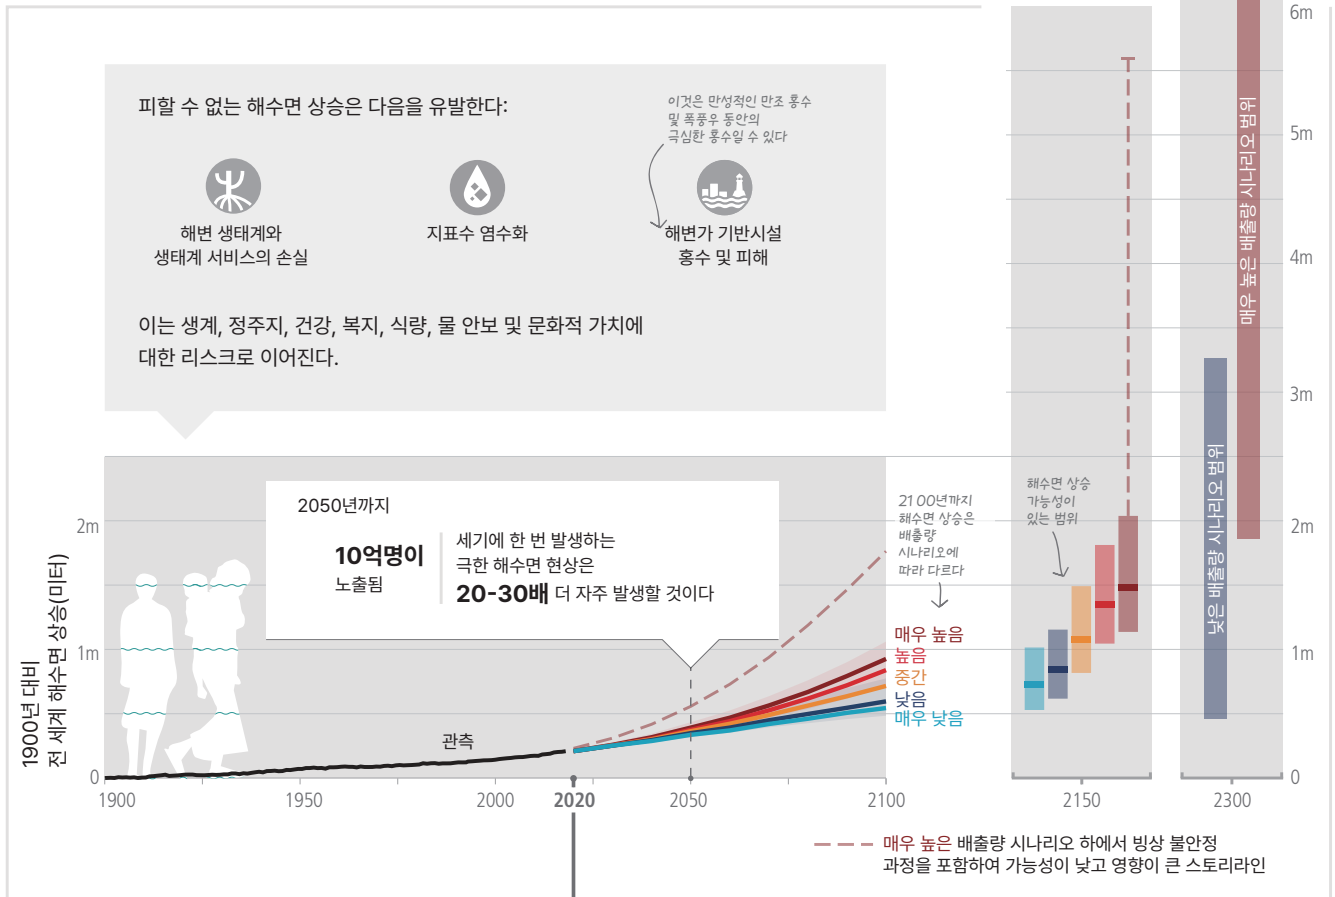 피할 수 없는 해수면 상승은 다음을 유발한다:
이것은 만성적인 만조 홍수
및 폭풍우 동안의
극심한 홍수일 수 있다
해변 생태계와
생태계 서비스의 손실
지표수 염수화
해변가 기반시설
홍수 및 피해
이는 생계, 정주지, 건강, 복지, 식량, 물 안보 및 문화적 가치에
대한 리스크로 이어진다.
1900년 대비
전 세계 해수면 상승(미터)
2m
1m
0
2050년까지
10억명이
노출됨
세기에 한 번 발생하는
극한 해수면 현상은
20-30배 더 자주 발생할 것이다
관측
2100년까지
해수면 상승은
배출량
시나리오에
따라 다르다
매우 높음
높음
중간
낮음
매우 낮음
1900
1950
2000
2020
2050
2100
해수면 상승
가능성이
있는 범위
2150
낮은 배출량 시나리오 범위
매우 높은 배출량 시나리오 범위
2300
6m
5m
4m
3m
2m
1m
0
매우 높은 배출량 시나리오 하에서 빙상 불안정
과정을 포함하여 가능성이 낮고 영향이 큰 스토리라인